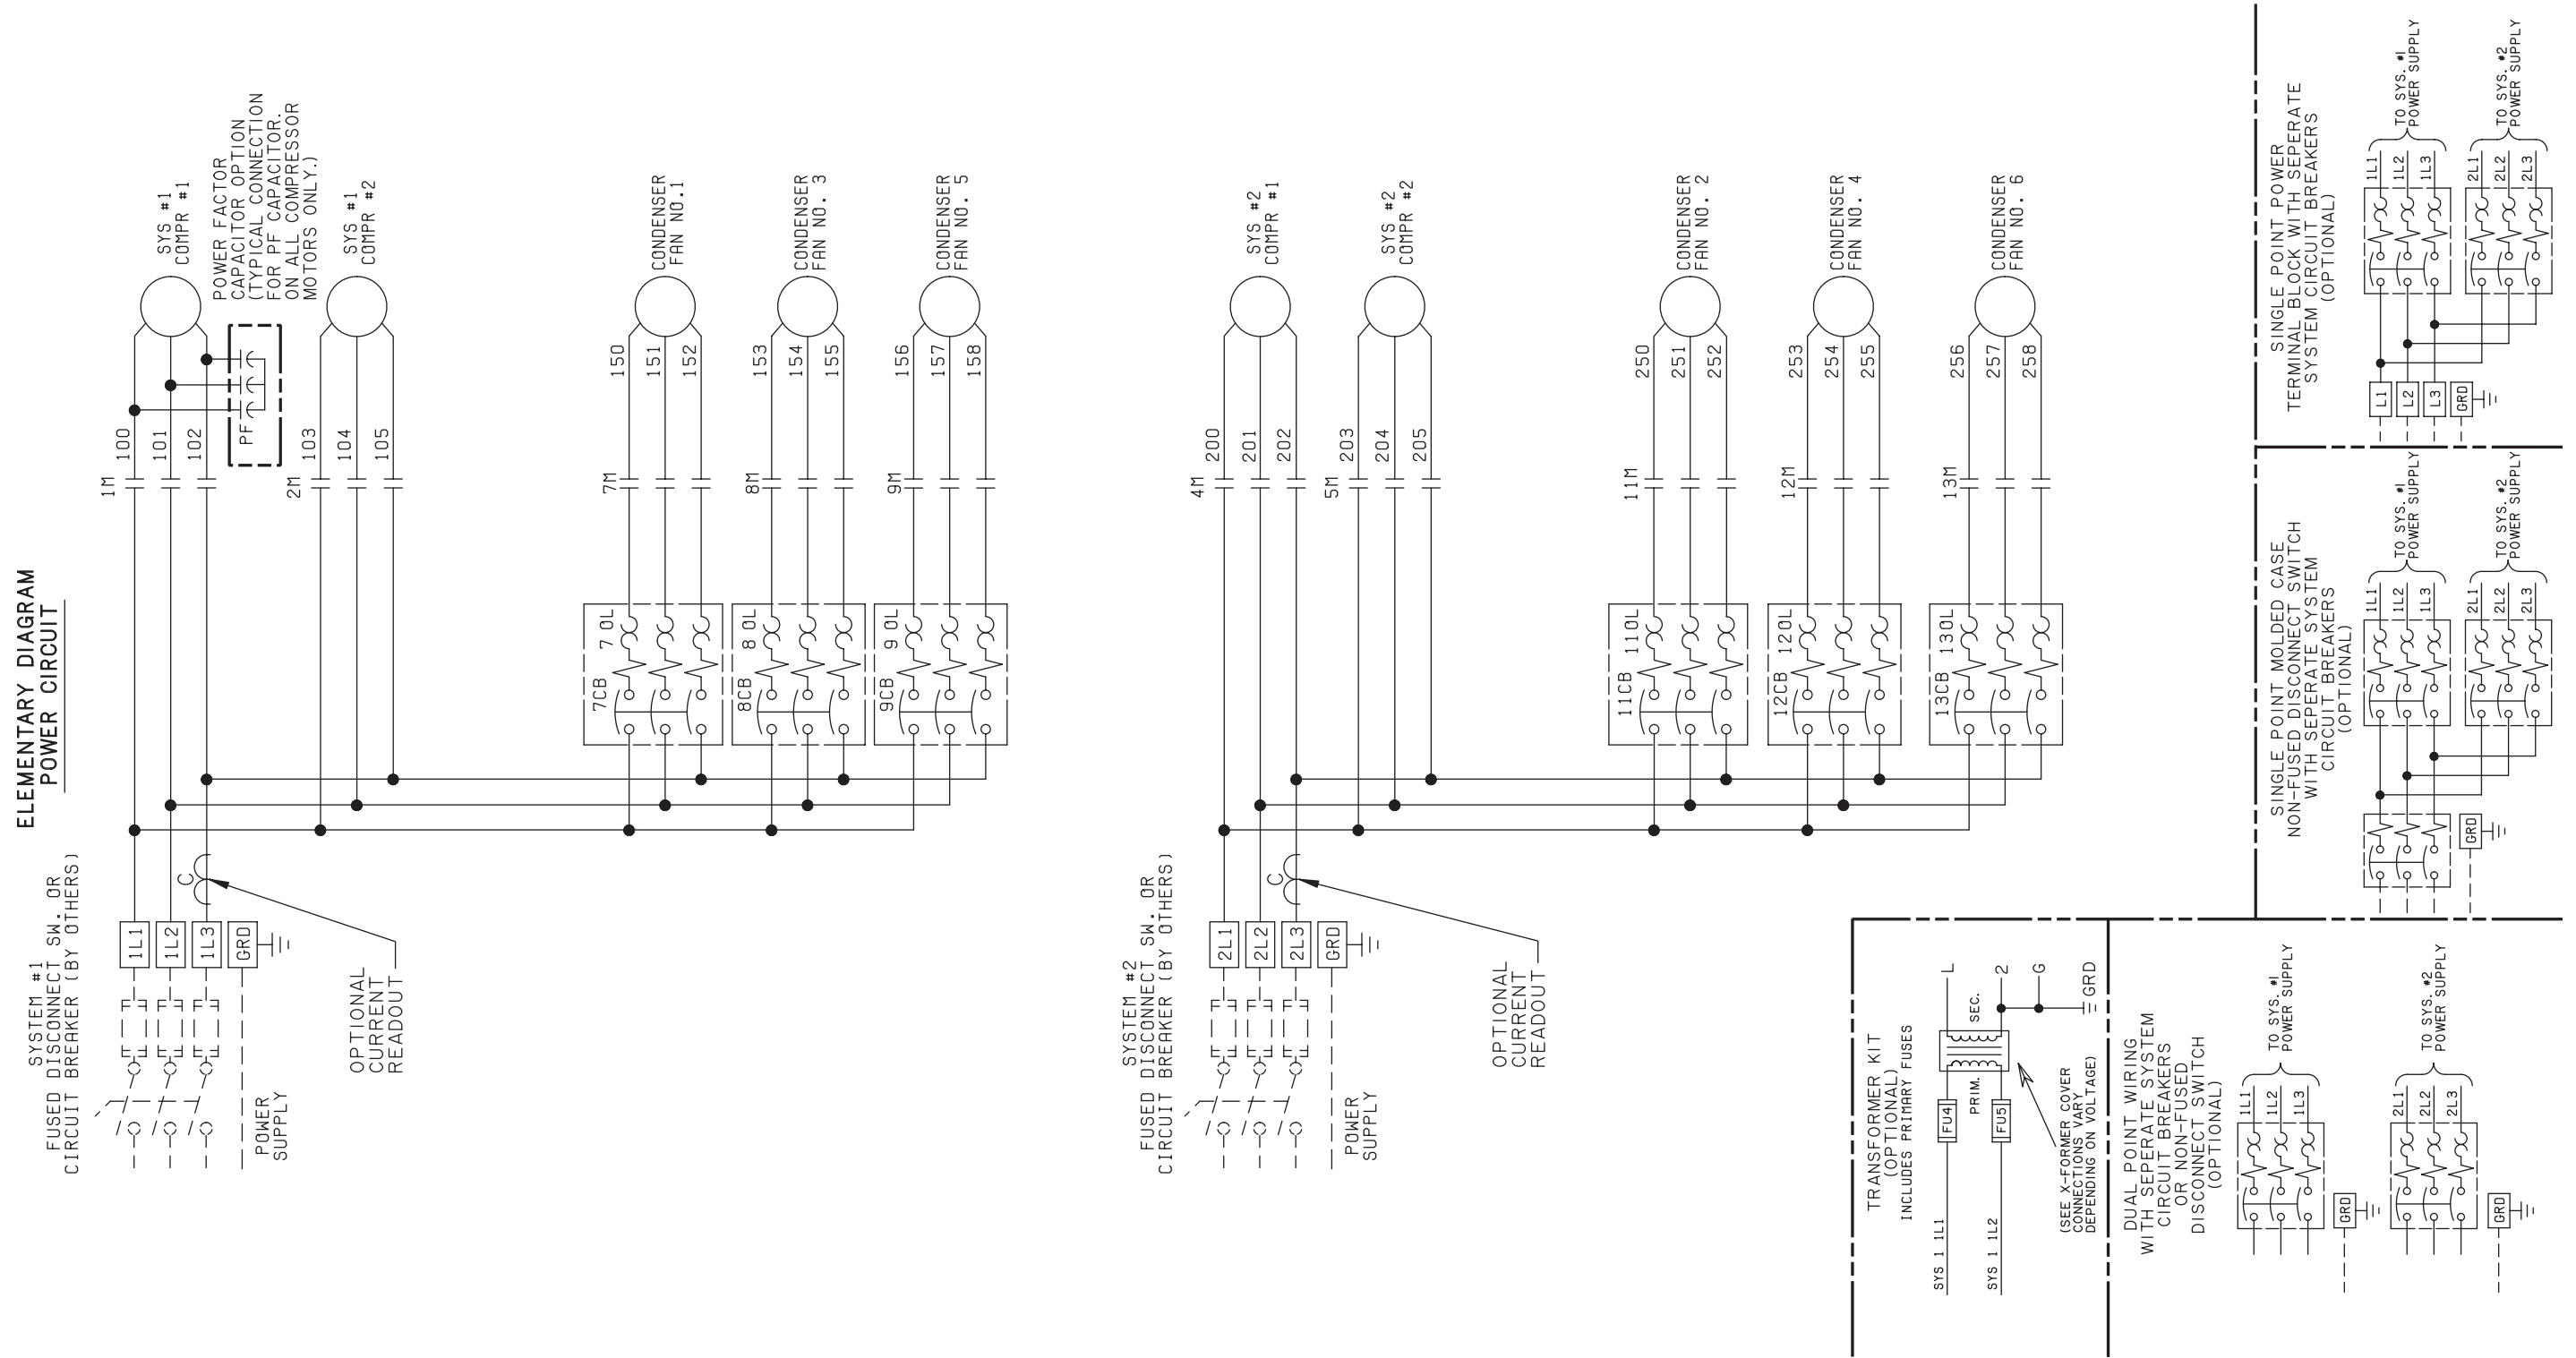 ELEMENTARY DIAGRAM
POWER CIRCUIT
SYSTEM #1
FUSED DISCONNECT SW. OR
CIRCUIT BREAKER (BY OTHERS)
1L1
1L2
1L3
GRD
POWER
SUPPLY
C
OPTIONAL
CURRENT
READOUT
1M
100
101
102
SYS #1
COMPR #1
PF
POWER FACTOR
CAPACITOR OPTION
(TYPICAL CONNECTION
FOR PF CAPACITOR.
ON ALL COMPRESSOR
MOTORS ONLY.)
2M
103
104
105
SYS #1
COMPR #2
7CB
7 OL
7M
150
151
152
CONDENSER
FAN NO.1
8CB
8 OL
8M
153
154
155
CONDENSER
FAN NO. 3
9CB
9 OL
9M
156
157
158
CONDENSER
FAN NO. 5
SYSTEM #2
FUSED DISCONNECT SW. OR
CIRCUIT BREAKER (BY OTHERS)
2L1
2L2
2L3
GRD
POWER
SUPPLY
C
OPTIONAL
CURRENT
READOUT
4M
200
201
202
SYS #2
COMPR #1
5M
203
204
205
SYS #2
COMPR #2
11CB
11OL
11M
250
251
252
CONDENSER
FAN NO. 2
12CB
12OL
12M
253
254
255
CONDENSER
FAN NO. 4
13CB
13OL
13M
256
257
258
CONDENSER
FAN NO. 6
TRANSFORMER KIT
(OPTIONAL)
INCLUDES PRIMARY FUSES
SYS 1 1L1
FU4
L
PRIM.
SEC.
SYS 1 1L2
FU5
2
G
GRD
(SEE X-FORMER COVER
CONNECTIONS VARY
DEPENDING ON VOLTAGE)
DUAL POINT WIRING
WITH SEPERATE SYSTEM
CIRCUIT BREAKERS
OR NON-FUSED
DISCONNECT SWITCH
(OPTIONAL)
1L1
1L2
1L3
TO SYS. #1
POWER SUPPLY
GRD
2L1
2L2
2L3
TO SYS. #2
POWER SUPPLY
GRD
SINGLE POINT MOLDED CASE
NON-FUSED DISCONNECT SWITCH
WITH SEPERATE SYSTEM
CIRCUIT BREAKERS
(OPTIONAL)
1L1
1L2
1L3
TO SYS. #1
POWER SUPPLY
GRD
2L1
2L2
2L3
TO SYS. #2
POWER SUPPLY
SINGLE POINT POWER
TERMINAL BLOCK WITH SEPERATE
SYSTEM CIRCUIT BREAKERS
(OPTIONAL)
L1
L2
L3
GRD
1L1
1L2
1L3
TO SYS. #1
POWER SUPPLY
2L1
2L2
2L3
TO SYS. #2
POWER SUPPLY